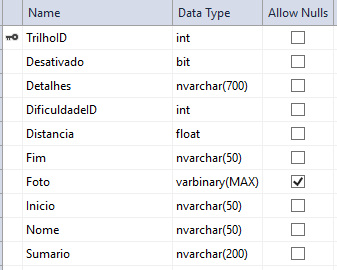 Name Data Type Allow Nulls
TrilhoID int
Desativado bit
Detalhes nvarchar(700)
DificuldadeID int
Distancia float
Fim nvarchar(50)
Foto varbinary(MAX)
Inicio nvarchar(50)
Nome nvarchar(50)
Sumario nvarchar(200)